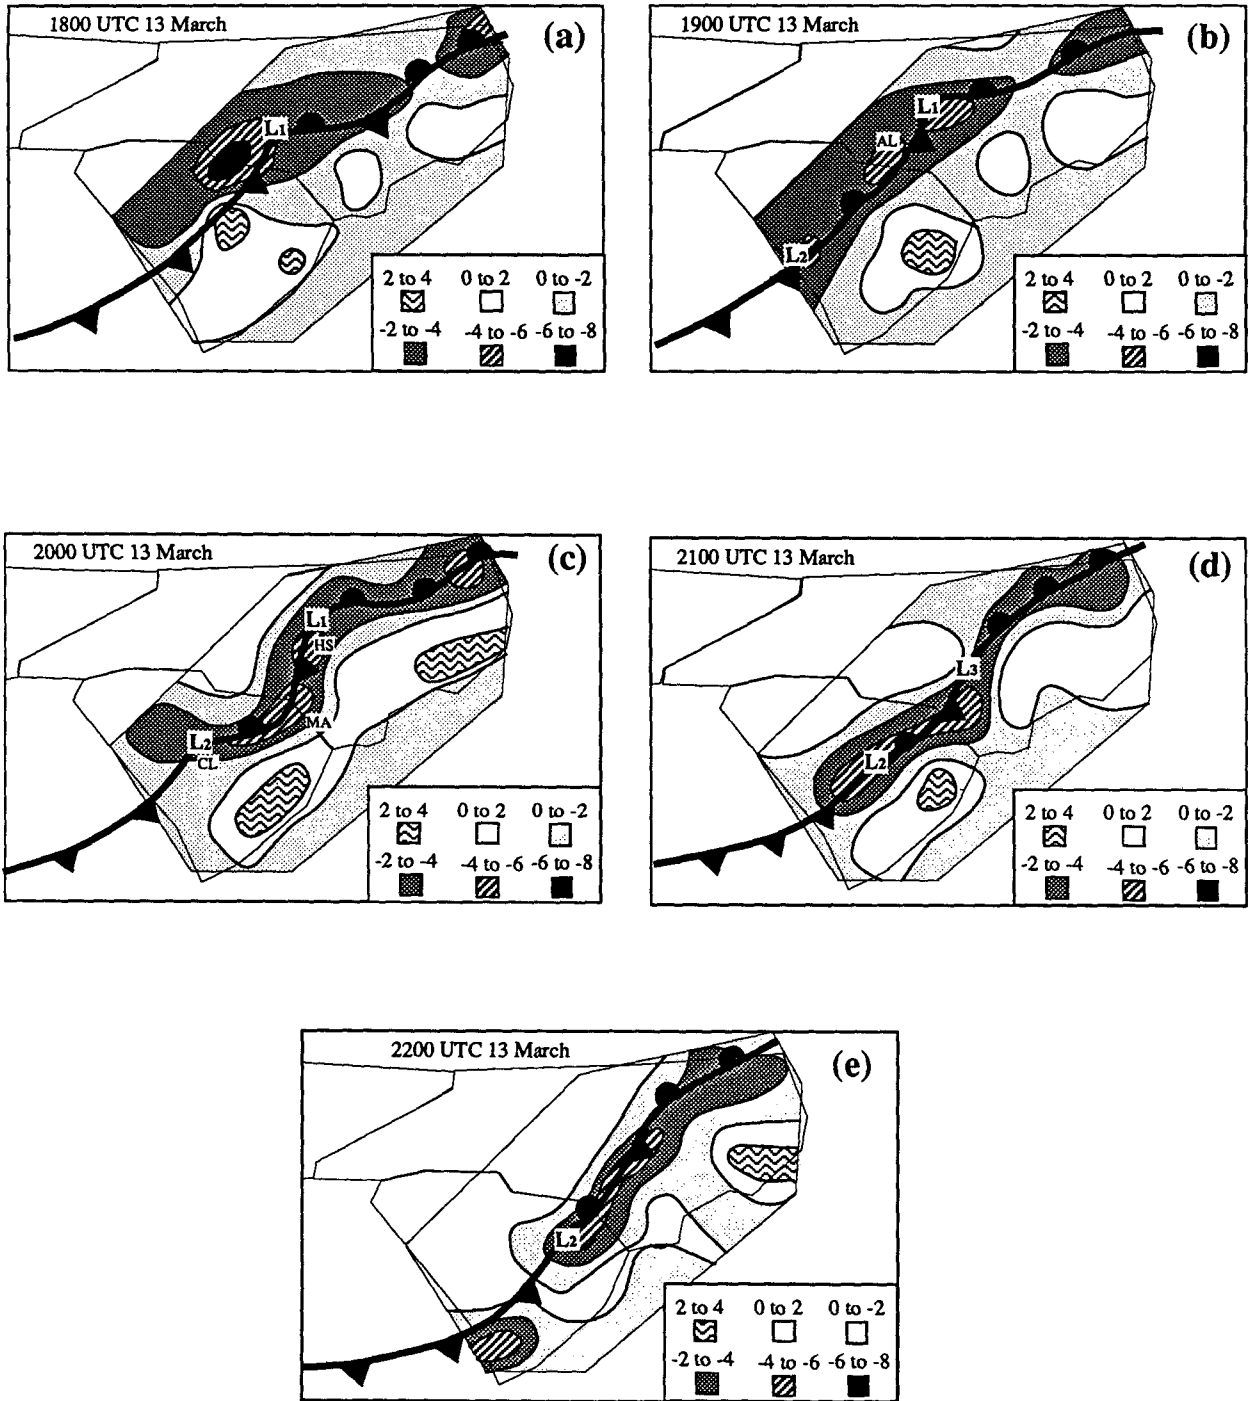 1800 UTC 13 March
(a)
L1
2 to 4 0 to 2 0 to -2
-2 to -4 -4 to -6 -6 to -8
1900 UTC 13 March
(b)
L1
AL
L2
2 to 4 0 to 2 0 to -2
-2 to -4 -4 to -6 -6 to -8
2000 UTC 13 March
(c)
L1
HS
MA
L2
CL
2 to 4 0 to 2 0 to -2
-2 to -4 -4 to -6 -6 to -8
2100 UTC 13 March
(d)
L3
L2
2 to 4 0 to 2 0 to -2
-2 to -4 -4 to -6 -6 to -8
2200 UTC 13 March
(e)
L2
2 to 4 0 to 2 0 to -2
-2 to -4 -4 to -6 -6 to -8